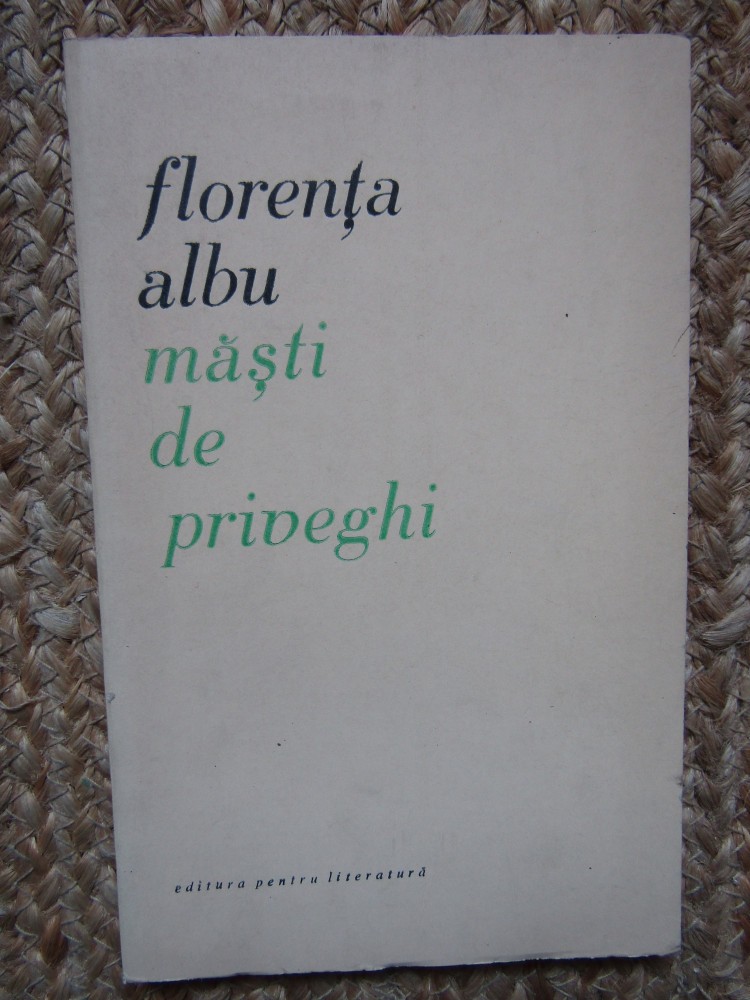 florența
albu
măști
de
priveghi
editura pentru literatură